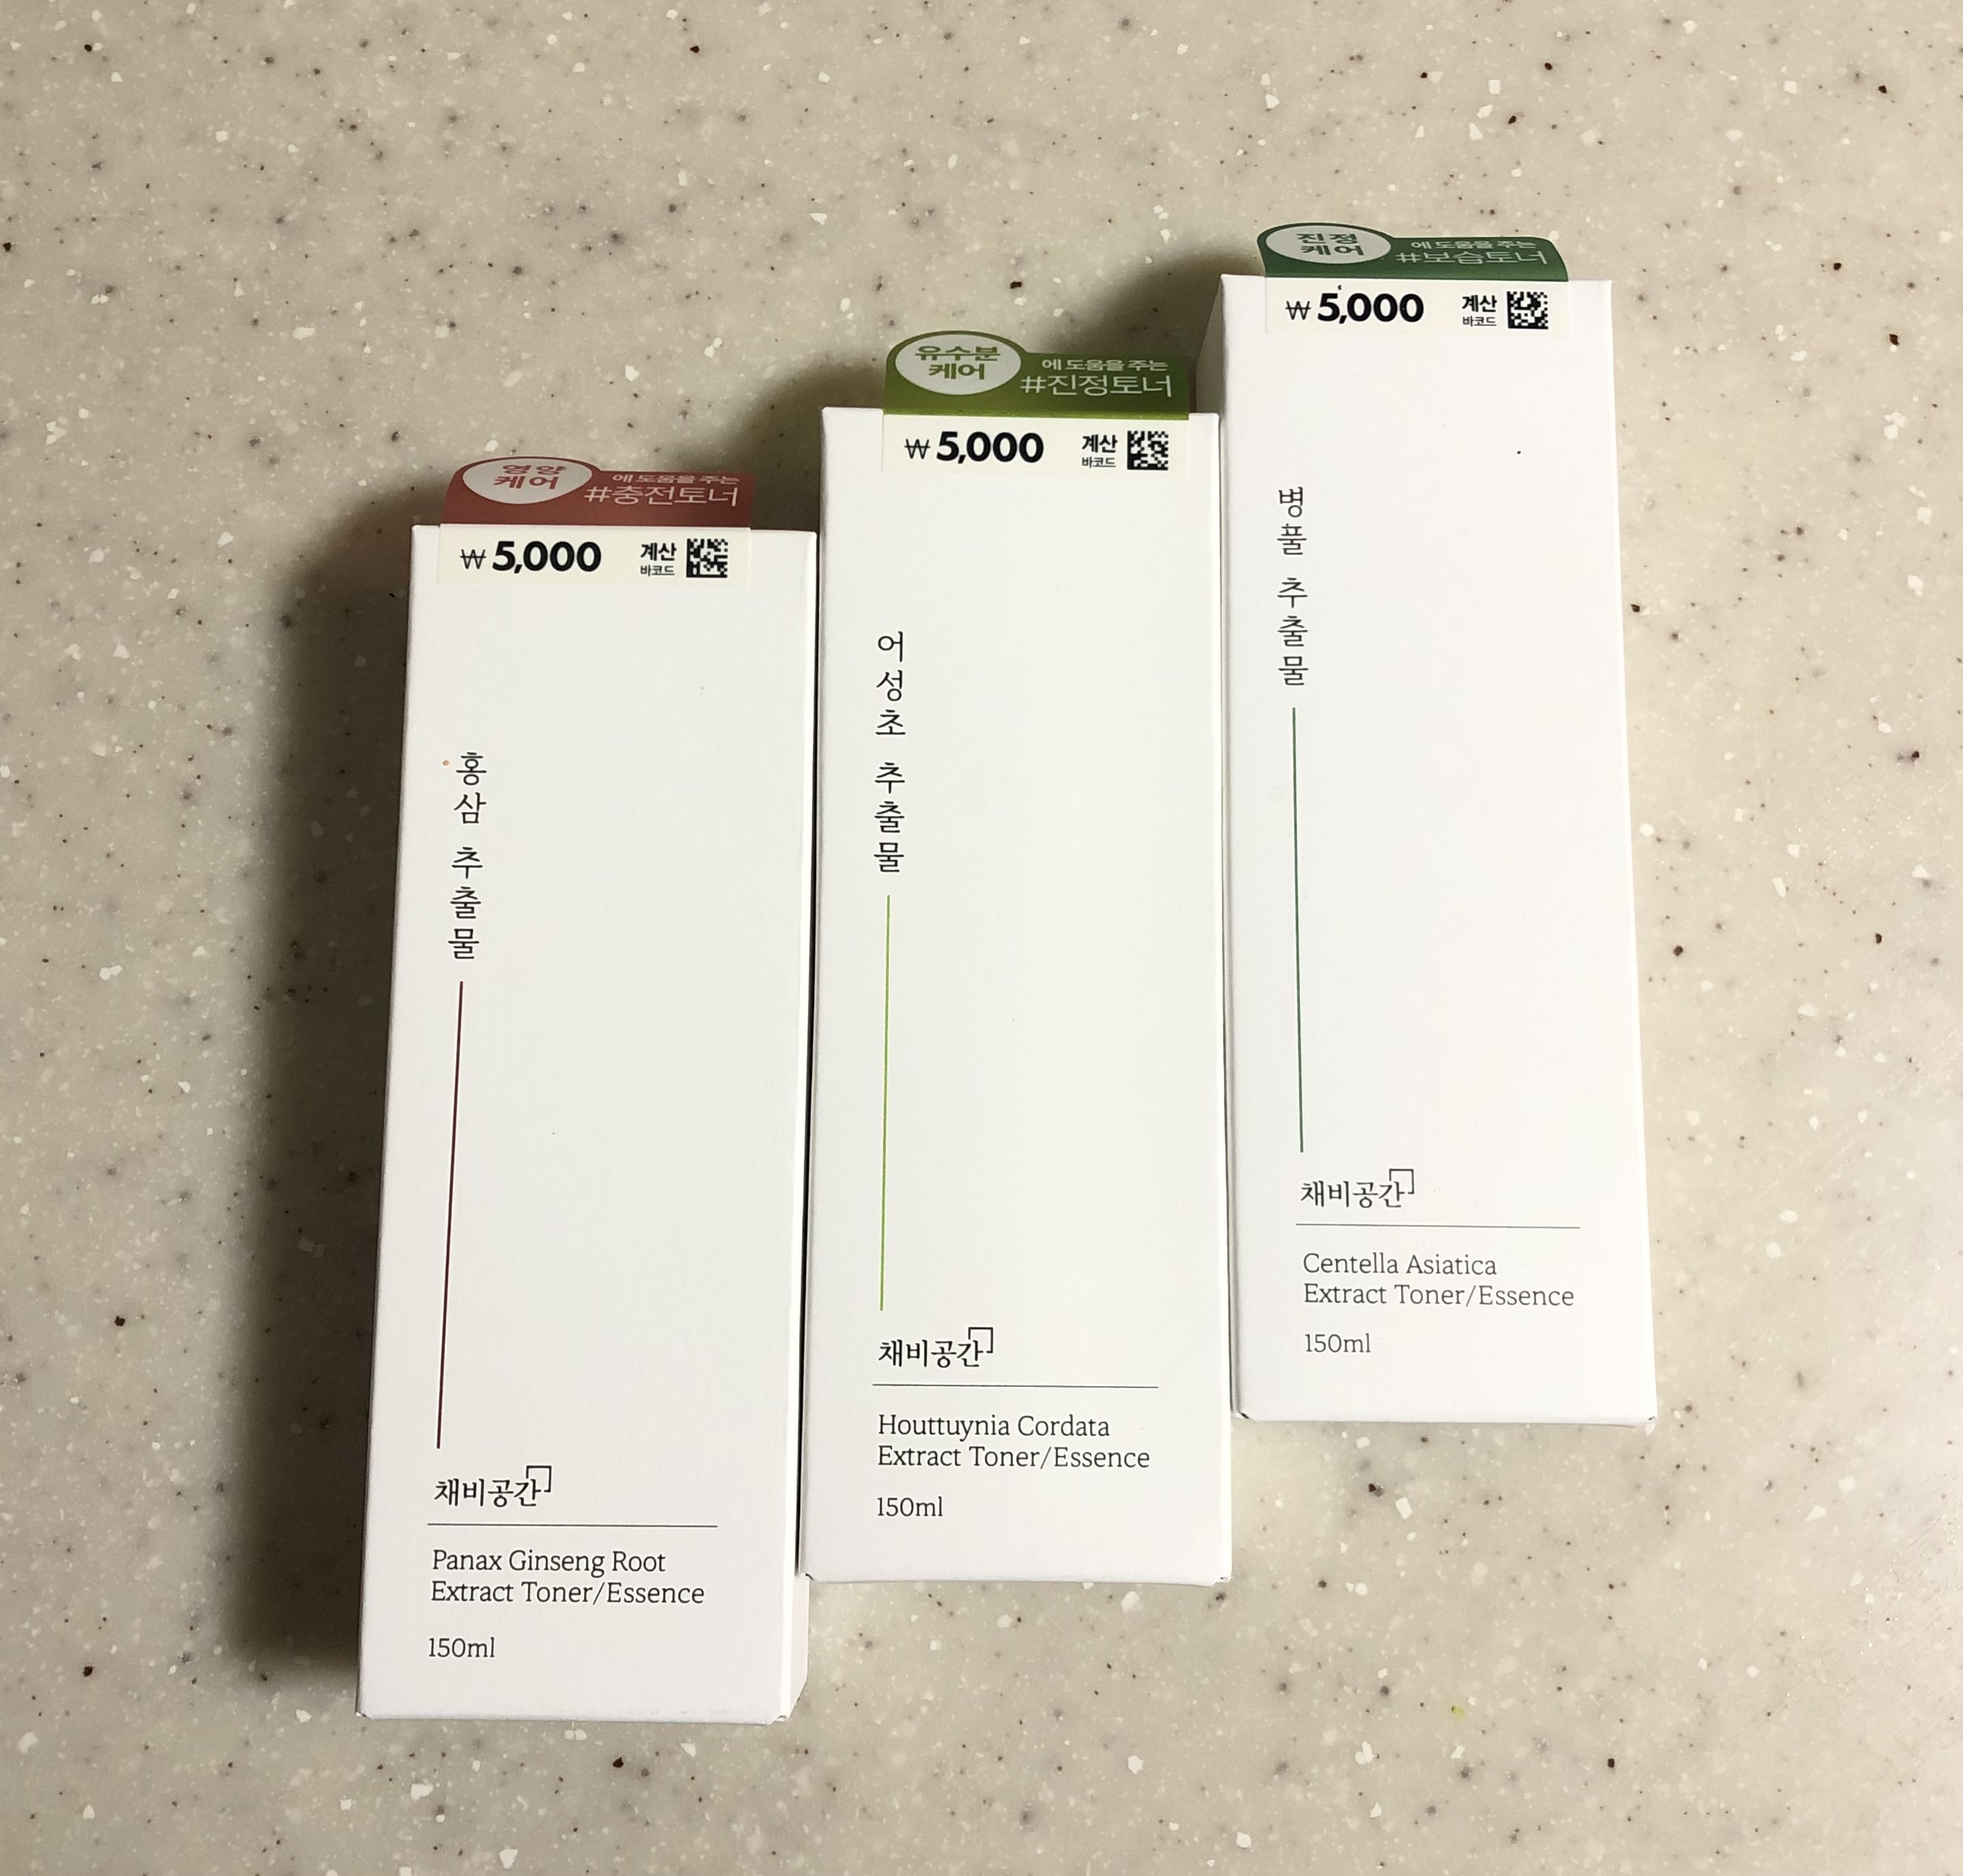 영양
케어
에 도움을 주는
#충전토너
₩5,000
계산
바코드
홍삼 추출물
채비공간
Panax Ginseng Root
Extract Toner/Essence
150ml
유수분
케어
에 도움을 주는
#진정토너
₩5,000
계산
바코드
어성초 추출물
채비공간
Houttuynia Cordata
Extract Toner/Essence
150ml
진정
케어
에 도움을 주는
#보습토너
₩5,000
계산
바코드
병풀 추출물
채비공간
Centella Asiatica
Extract Toner/Essence
150ml